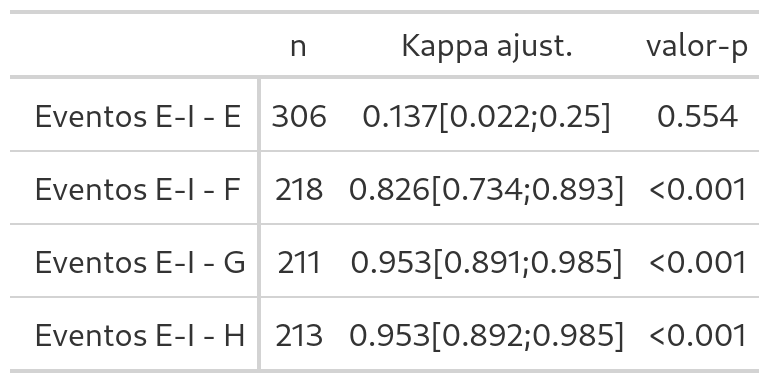 n Kappa ajust. valor-p
Eventos E-I - E 306 0.137[0.022;0.25] 0.554
Eventos E-I - F 218 0.826[0.734;0.893] <0.001
Eventos E-I - G 211 0.953[0.891;0.985] <0.001
Eventos E-I - H 213 0.953[0.892;0.985] <0.001